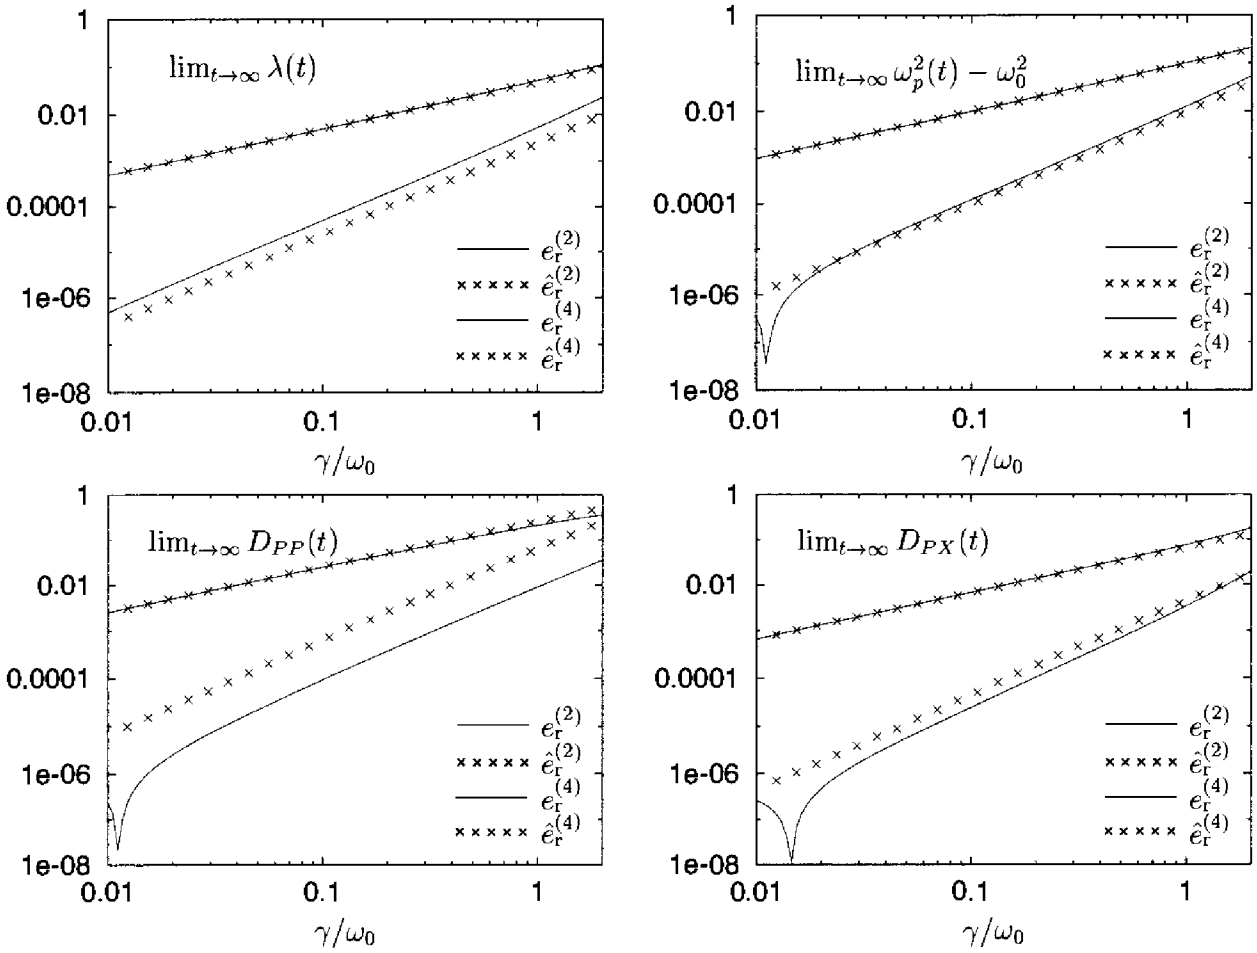 1
lim_{t→∞} λ(t)
0.01
0.0001
1e-06
1e-08
0.01 0.1 1
γ/ω₀
e_r^{(2)}
ê_r^{(2)}
e_r^{(4)}
ê_r^{(4)}
1
lim_{t→∞} ω_p^2(t) − ω_0^2
0.01
0.0001
1e-06
1e-08
0.01 0.1 1
γ/ω₀
e_r^{(2)}
ê_r^{(2)}
e_r^{(4)}
ê_r^{(4)}
1
lim_{t→∞} D_{PP}(t)
0.01
0.0001
1e-06
1e-08
0.01 0.1 1
γ/ω₀
e_r^{(2)}
ê_r^{(2)}
e_r^{(4)}
ê_r^{(4)}
1
lim_{t→∞} D_{PX}(t)
0.01
0.0001
1e-06
1e-08
0.01 0.1 1
γ/ω₀
e_r^{(2)}
ê_r^{(2)}
e_r^{(4)}
ê_r^{(4)}